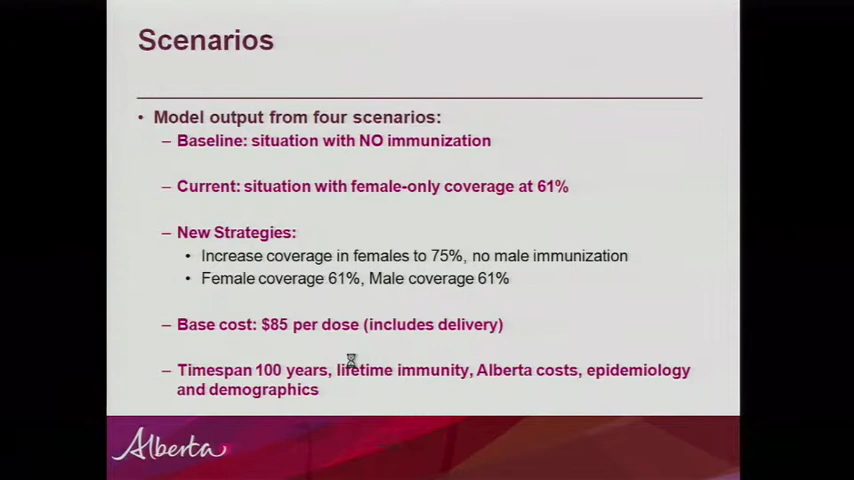 Scenarios
• Model output from four scenarios:
– Baseline: situation with NO immunization
– Current: situation with female-only coverage at 61%
– New Strategies:
• Increase coverage in females to 75%, no male immunization
• Female coverage 61%, Male coverage 61%
– Base cost: $85 per dose (includes delivery)
– Timespan 100 years, lifetime immunity, Alberta costs, epidemiology
and demographics
Alberta